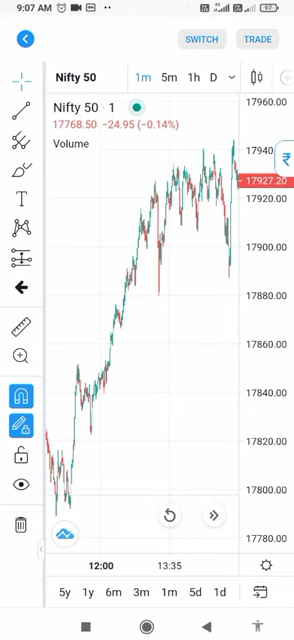 9:07 AM
97
SWITCH TRADE
Nifty 50 1m 5m 1h D
Nifty 50 1
17768.50 −24.95 (−0.14%)
Volume
17960.00
17940
₹
17927.20
17920.00
17900.00
17880.00
17860.00
17840.00
17820.00
17800.00
17780.00
12:00 13:35
5y 1y 6m 3m 1m 5d 1d